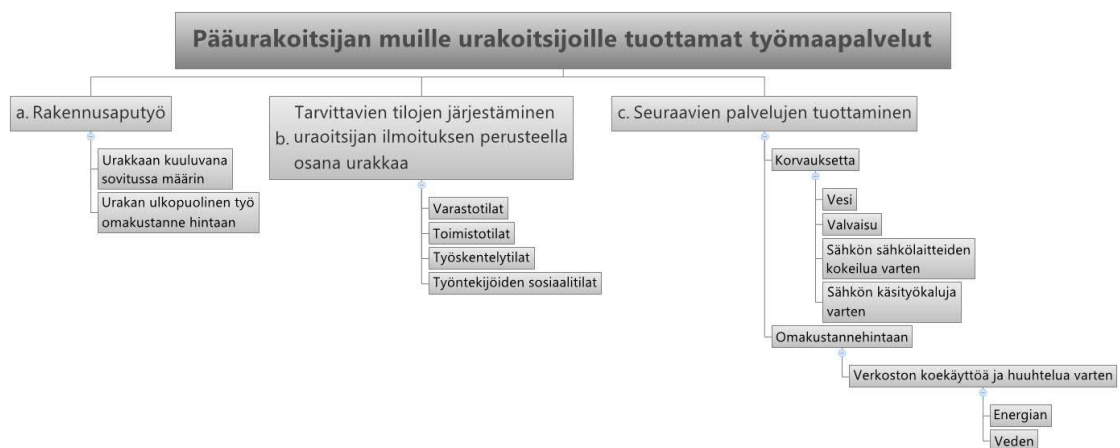 Pääurakoitsijan muille urakoitsijoille tuottamat työmaapalvelut
a. Rakennusaputyö
Urakkaan kuuluvana
sovitussa määrin
Urakan ulkopuolinen työ
omakustanne hintaan
Tarvittavien tilojen järjestäminen
b. uraoitsijan ilmoituksen perusteella
osana urakkaa
Varastotilat
Toimistotilat
Työskentelytilat
Työntekijöiden sosiaalitilat
c. Seuraavien palvelujen tuottaminen
Korvauksetta
Vesi
Valvaisu
Sähkön sähkölaitteiden
kokeilua varten
Sähkön käsityökaluja
varten
Omakustannehintaan
Verkoston koekäyttöä ja huuhtelua varten
Energian
Veden